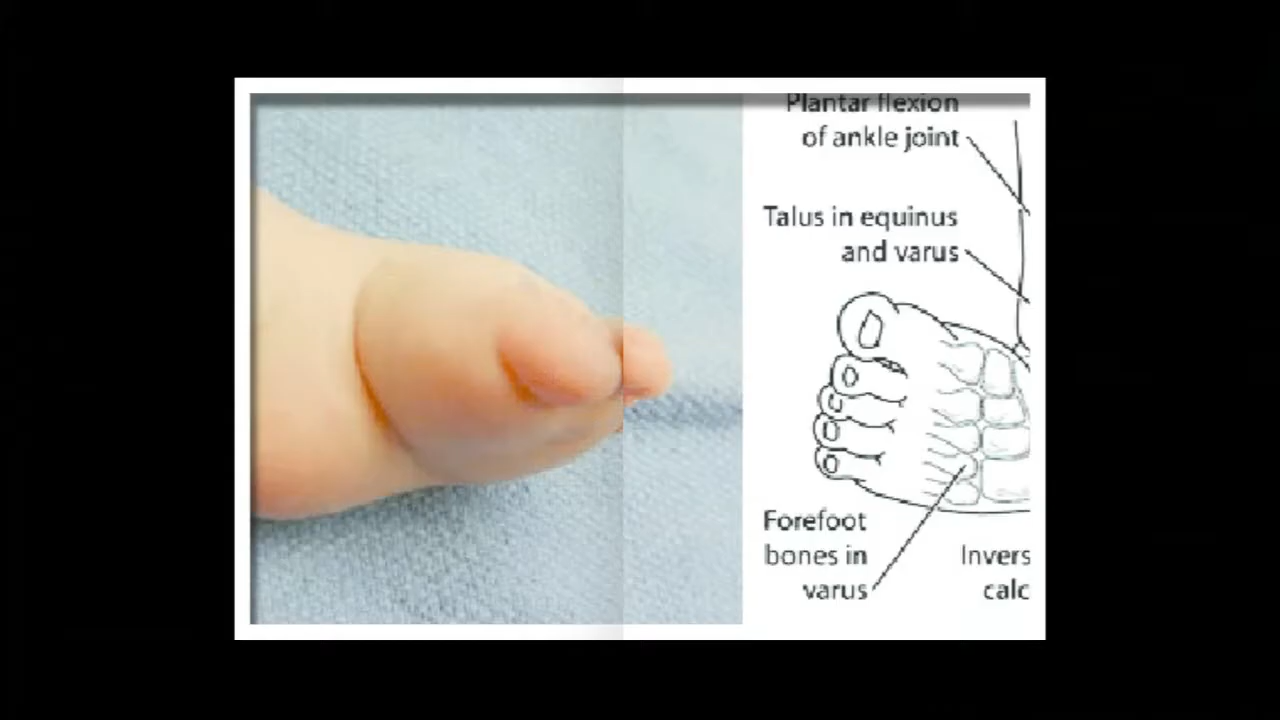 Plantar flexion
of ankle joint
Talus in equinus
and varus
Forefoot
bones in
varus
Invers
calc